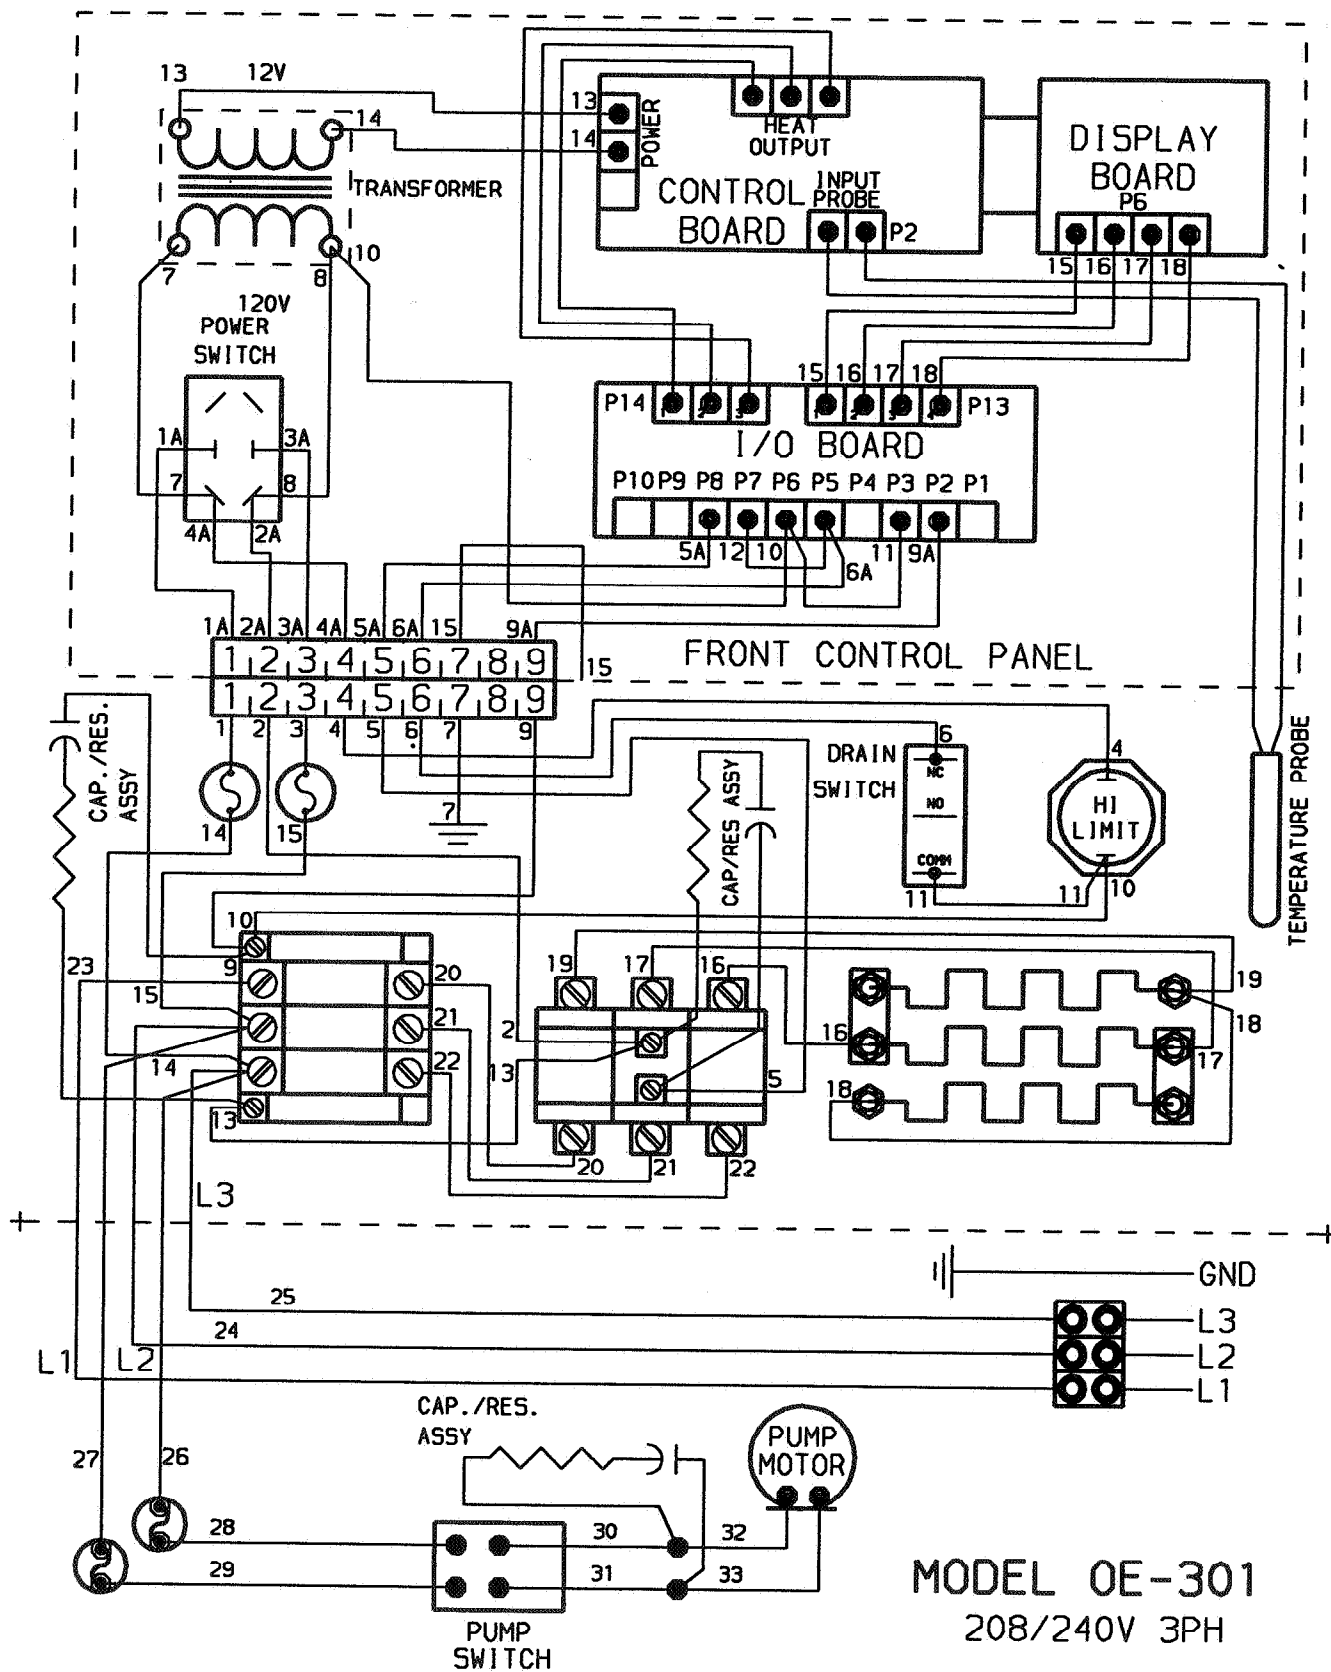 13 12V
14
TRANSFORMER
10
7 8
120V
POWER
SWITCH
1A 3A
7 8
4A 2A
13
14
POWER
HEAT
OUTPUT
CONTROL
BOARD
INPUT
PROBE
P2
DISPLAY
BOARD
P6
15 16 17 18
15 16 17 18
P14 1 2 3 1 2 3 4 P13
I/O BOARD
P10 P9 P8 P7 P6 P5 P4 P3 P2 P1
5A 12 10 6A 11 9A
1A 2A 3A 4A 5A 6A 15 9A
1 2 3 4 5 6 7 8 9
1 2 3 4 5 6 7 8 9
15
FRONT CONTROL PANEL
1 2 3 4 5 6 7 9
CAP./RES.
ASSY
14 15
7
CAP/RES ASSY
DRAIN
SWITCH
6
NC
NO
COMM
11
4
HI
LIMIT
11 10
TEMPERATURE PROBE
10
9
23
15
14
13
20
21
22
19 17 16
2
13
5
20 21 22
16
18
19
18
17
L3
GND
25
24
L1 L2
L3
L2
L1
CAP./RES.
ASSY
PUMP
MOTOR
27 26
28
29
30
31
32
33
PUMP
SWITCH
MODEL OE-301
208/240V 3PH